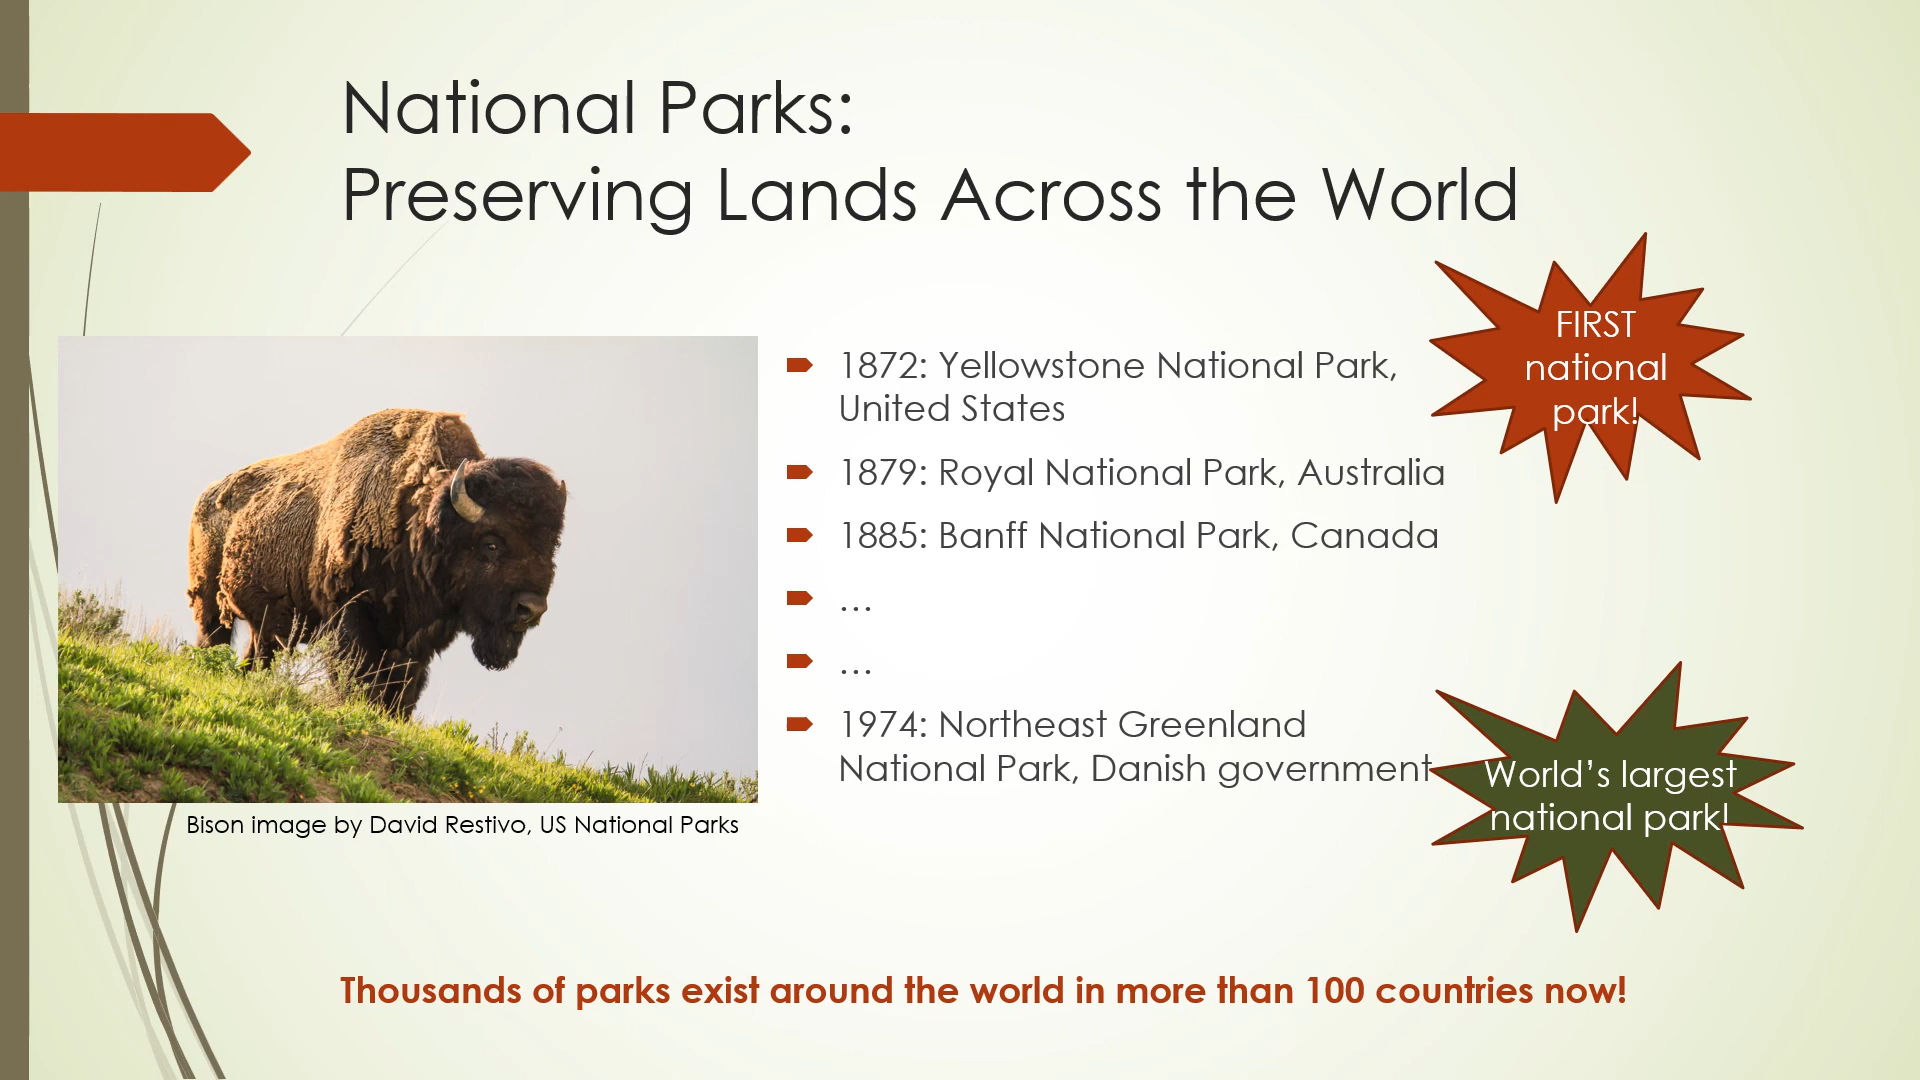 National Parks:
Preserving Lands Across the World
FIRST
national
park!
1872: Yellowstone National Park,
United States
1879: Royal National Park, Australia
1885: Banff National Park, Canada
…
…
1974: Northeast Greenland
National Park, Danish government
World’s largest
national park!
Bison image by David Restivo, US National Parks
Thousands of parks exist around the world in more than 100 countries now!